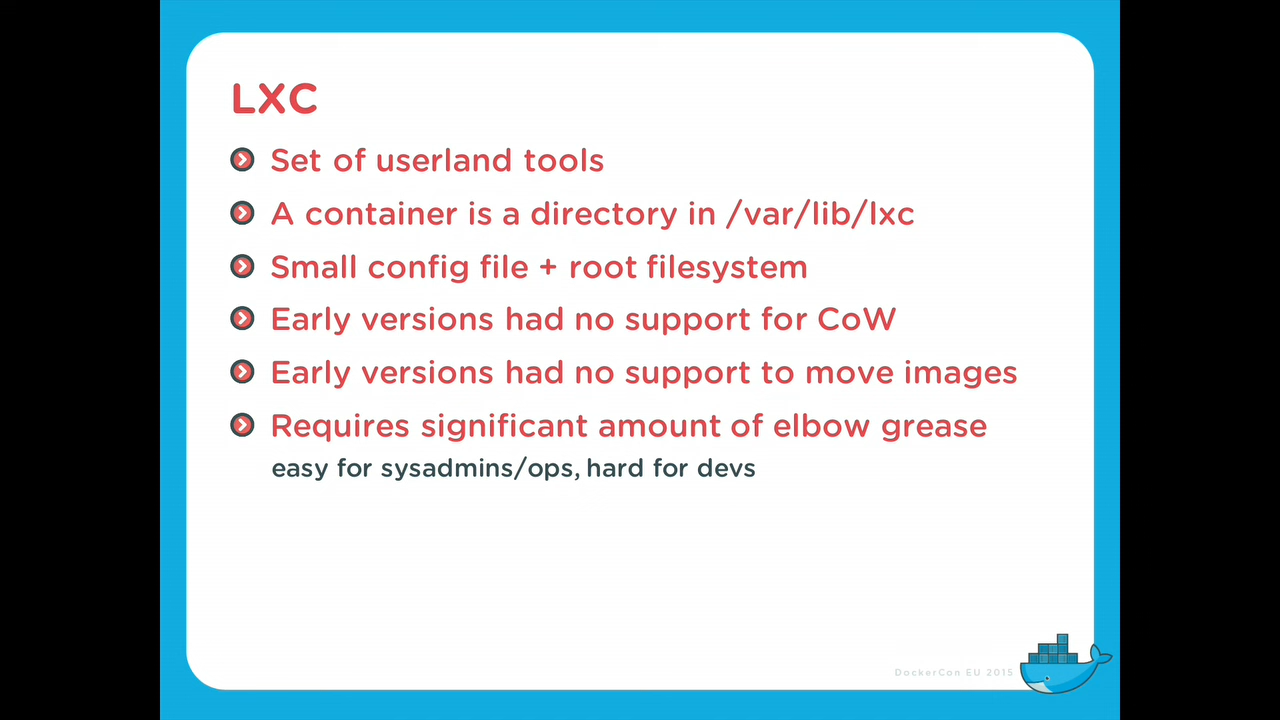 LXC
Set of userland tools
A container is a directory in /var/lib/lxc
Small config file + root filesystem
Early versions had no support for CoW
Early versions had no support to move images
Requires significant amount of elbow grease
easy for sysadmins/ops, hard for devs
DockerCon EU 2015